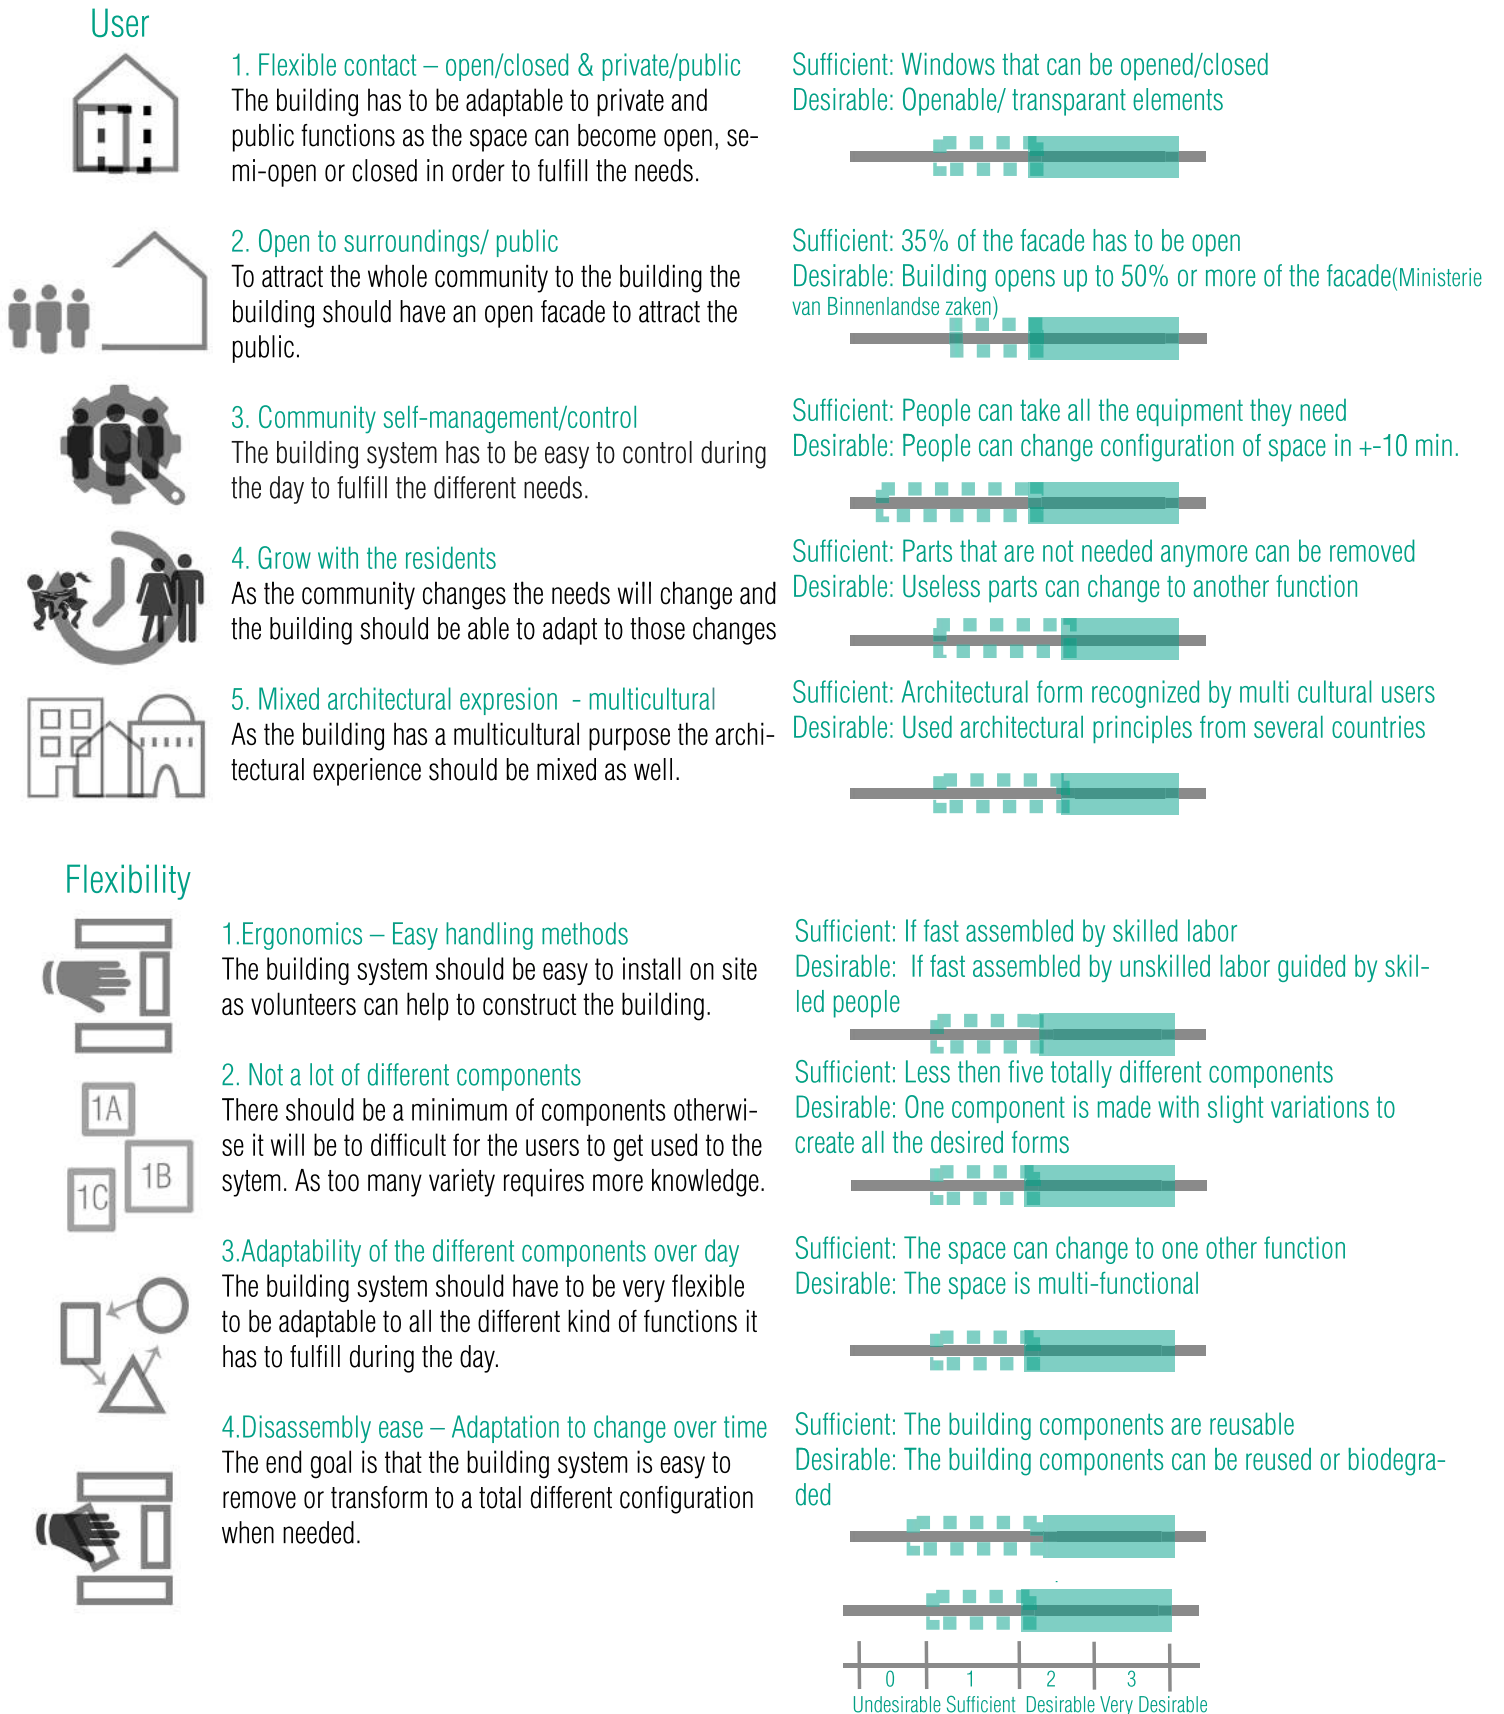 User
1. Flexible contact – open/closed & private/public
The building has to be adaptable to private and
public functions as the space can become open, se-
mi-open or closed in order to fulfill the needs.
Sufficient: Windows that can be opened/closed
Desirable: Openable/ transparant elements
2. Open to surroundings/ public
To attract the whole community to the building the
building should have an open facade to attract the
public.
Sufficient: 35% of the facade has to be open
Desirable: Building opens up to 50% or more of the facade(Ministerie
van Binnenlandse zaken)
3. Community self-management/control
The building system has to be easy to control during
the day to fulfill the different needs.
Sufficient: People can take all the equipment they need
Desirable: People can change configuration of space in +-10 min.
4. Grow with the residents
As the community changes the needs will change and
the building should be able to adapt to those changes
Sufficient: Parts that are not needed anymore can be removed
Desirable: Useless parts can change to another function
5. Mixed architectural expresion - multicultural
As the building has a multicultural purpose the archi-
tectural experience should be mixed as well.
Sufficient: Architectural form recognized by multi cultural users
Desirable: Used architectural principles from several countries
Flexibility
1.Ergonomics – Easy handling methods
The building system should be easy to install on site
as volunteers can help to construct the building.
Sufficient: If fast assembled by skilled labor
Desirable: If fast assembled by unskilled labor guided by skil-
led people
1A
1B
1C
2. Not a lot of different components
There should be a minimum of components otherwi-
se it will be to difficult for the users to get used to the
sytem. As too many variety requires more knowledge.
Sufficient: Less then five totally different components
Desirable: One component is made with slight variations to
create all the desired forms
3.Adaptability of the different components over day
The building system should have to be very flexible
to be adaptable to all the different kind of functions it
has to fulfill during the day.
Sufficient: The space can change to one other function
Desirable: The space is multi-functional
4.Disassembly ease – Adaptation to change over time
The end goal is that the building system is easy to
remove or transform to a total different configuration
when needed.
Sufficient: The building components are reusable
Desirable: The building components can be reused or biodegra-
ded
0 1 2 3
Undesirable Sufficient Desirable Very Desirable